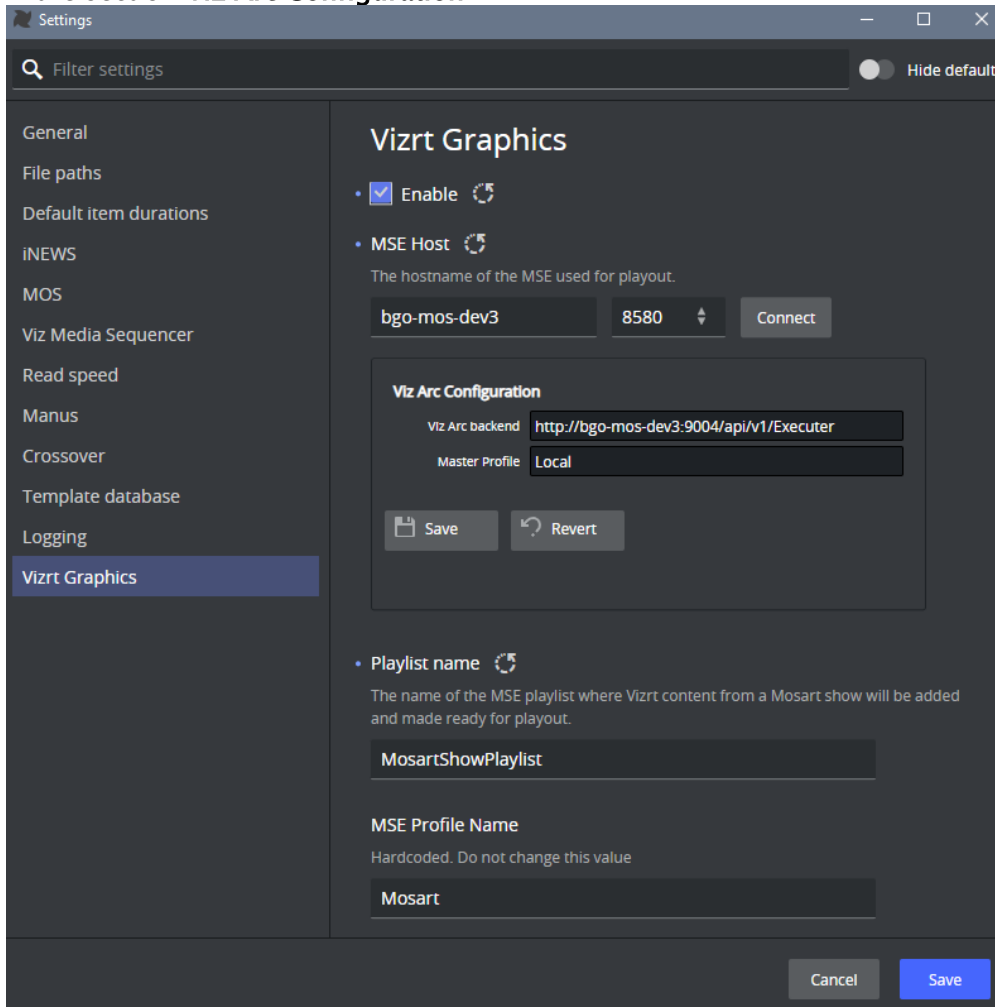 Viz Arc Configuration
Settings
Filter settings
Hide default
General
File paths
Default item durations
iNEWS
MOS
Viz Media Sequencer
Read speed
Manus
Crossover
Template database
Logging
Vizrt Graphics
Vizrt Graphics
Enable
MSE Host
The hostname of the MSE used for playout.
bgo-mos-dev3 8580 Connect
Viz Arc Configuration
Viz Arc backend http://bgo-mos-dev3:9004/api/v1/Executer
Master Profile Local
Save Revert
Playlist name
The name of the MSE playlist where Vizrt content from a Mosart show will be added
and made ready for playout.
MosartShowPlaylist
MSE Profile Name
Hardcoded. Do not change this value
Mosart
Cancel Save